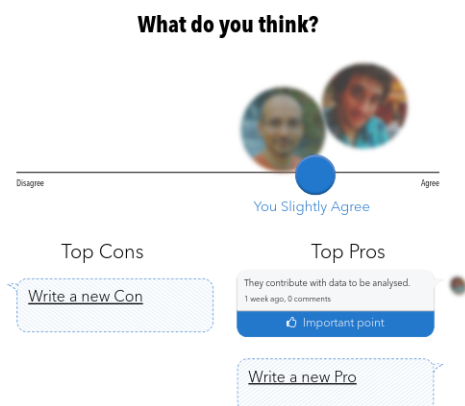 What do you think?
Disagree
Agree
You Slightly Agree
Top Cons
Write a new Con
Top Pros
They contribute with data to be analysed.
1 week ago, 0 comments
Important point
Write a new Pro